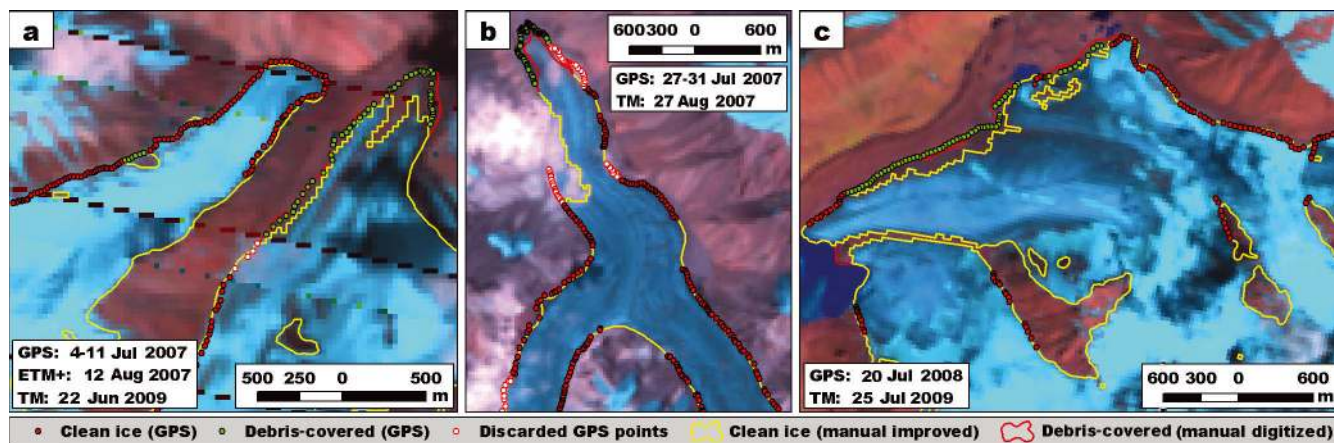 a
GPS: 4-11 Jul 2007
ETM+: 12 Aug 2007
TM: 22 Jun 2009
500 250 0 500
m
b
600300 0 600
m
GPS: 27-31 Jul 2007
TM: 27 Aug 2007
c
GPS: 20 Jul 2008
TM: 25 Jul 2009
600 300 0 600
m
Clean ice (GPS) Debris-covered (GPS) Discarded GPS points Clean ice (manual improved) Debris-covered (manual digitized)